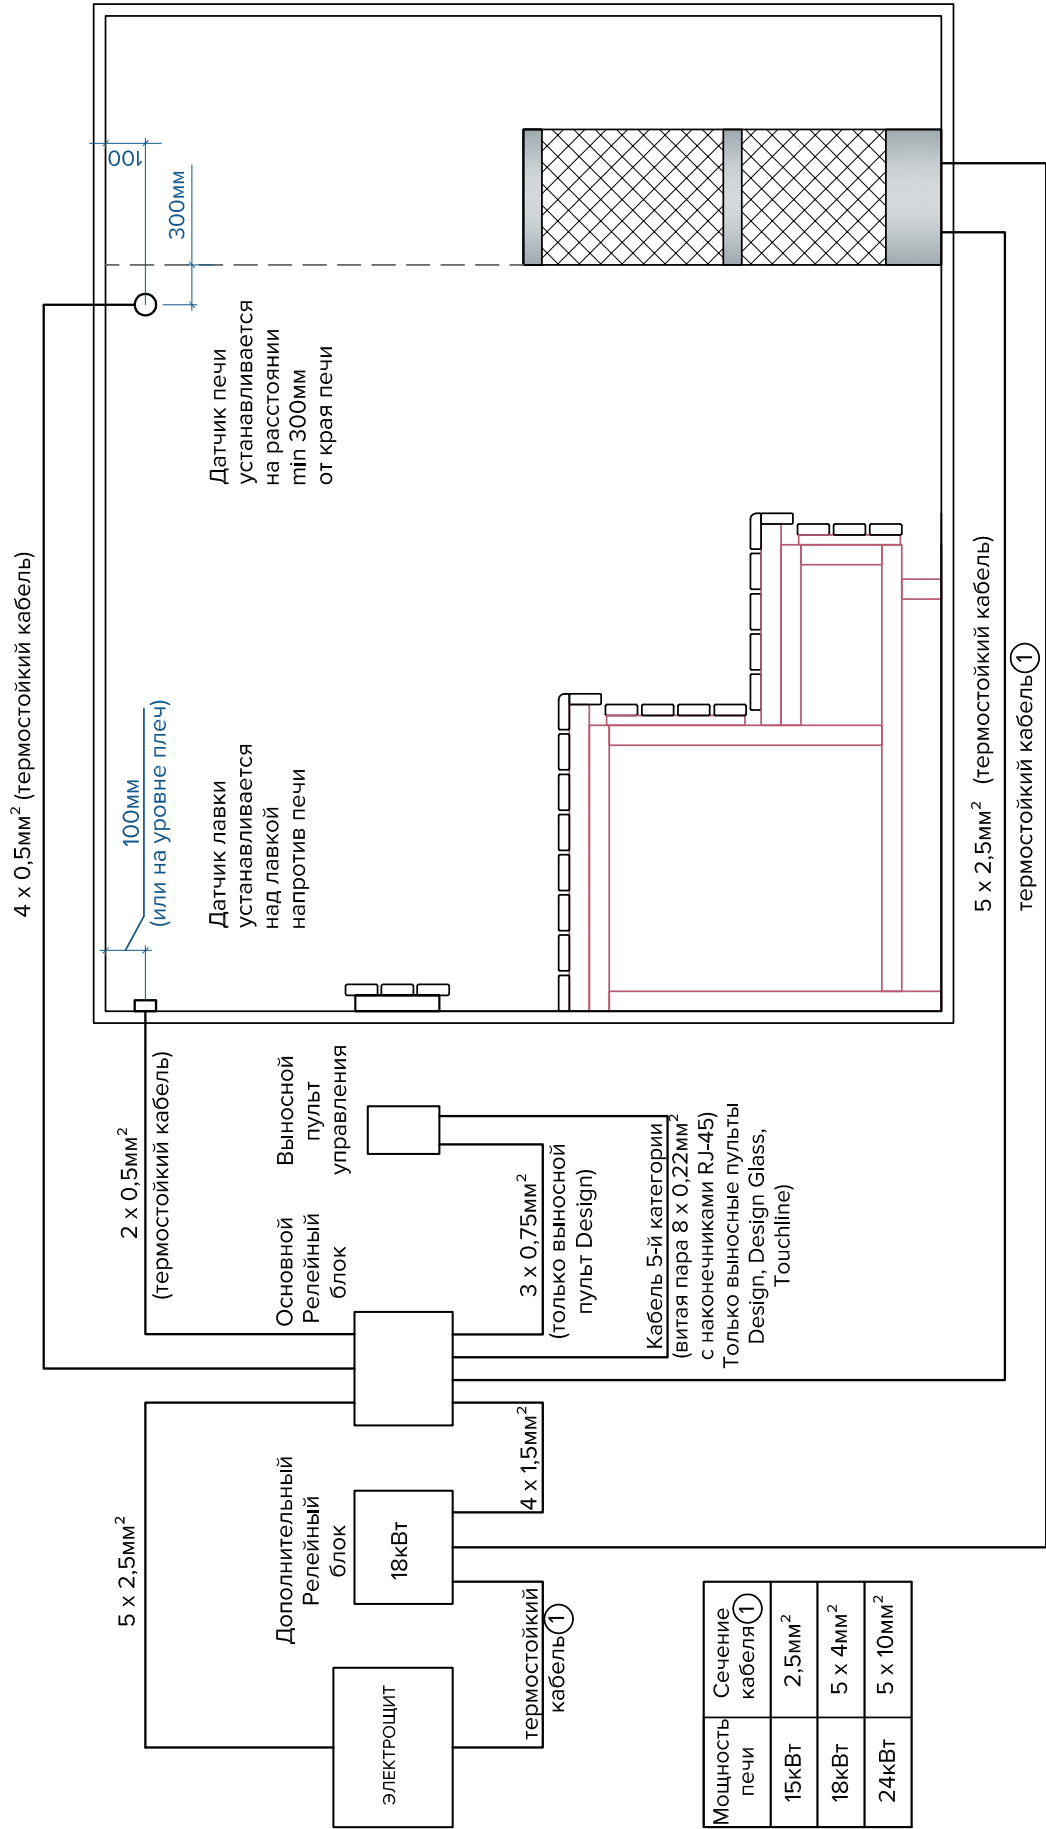 4 x 0,5мм² (термостойкий кабель)
5 x 2,5мм²
2 x 0,5мм²
(термостойкий кабель)
100мм
(или на уровне плеч)
100
300мм
Датчик лавки
устанавливается
над лавкой
напротив печи
Датчик печи
устанавливается
на расстоянии
min 300мм
от края печи
Дополнительный
Релейный
блок
Основной
Релейный
блок
Выносной
пульт
управления
ЭЛЕКТРОЩИТ
18кВт
термостойкий
кабель 1
4 x 1,5мм²
3 x 0,75мм²
(только выносной
пульт Design)
Кабель 5-й категории
(витая пара 8 x 0,22мм²
с наконечниками RJ-45)
Только выносные пульты
Design, Design Glass,
Touchline)
5 x 2,5мм² (термостойкий кабель)
термостойкий кабель 1
Мощность печи Сечение кабеля 1
15кВт 2,5мм²
18кВт 5 x 4мм²
24кВт 5 x 10мм²